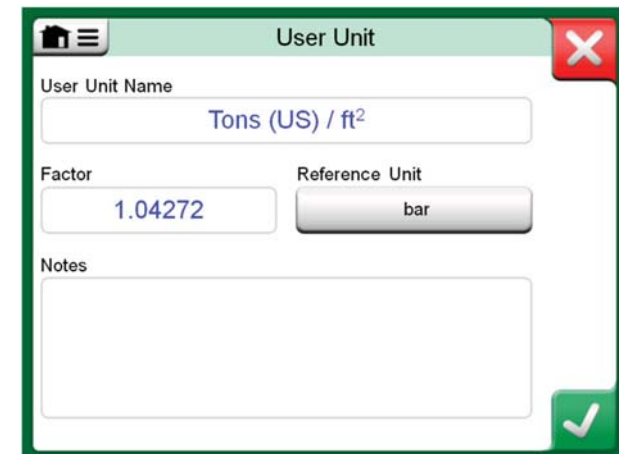 User Unit
User Unit Name
Tons (US) / ft²
Factor
Reference Unit
1.04272
bar
Notes